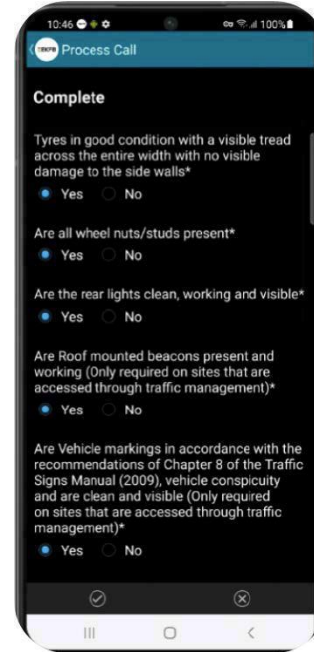 10:46
100%
Process Call
Complete
Tyres in good condition with a visible tread
across the entire width with no visible
damage to the side walls*
Yes No
Are all wheel nuts/studs present*
Yes No
Are the rear lights clean, working and visible*
Yes No
Are Roof mounted beacons present and
working (Only required on sites that are
accessed through traffic management)*
Yes No
Are Vehicle markings in accordance with the
recommendations of Chapter 8 of the Traffic
Signs Manual (2009), vehicle conspicuity
and are clean and visible (Only required
on sites that are accessed through traffic
management)*
Yes No